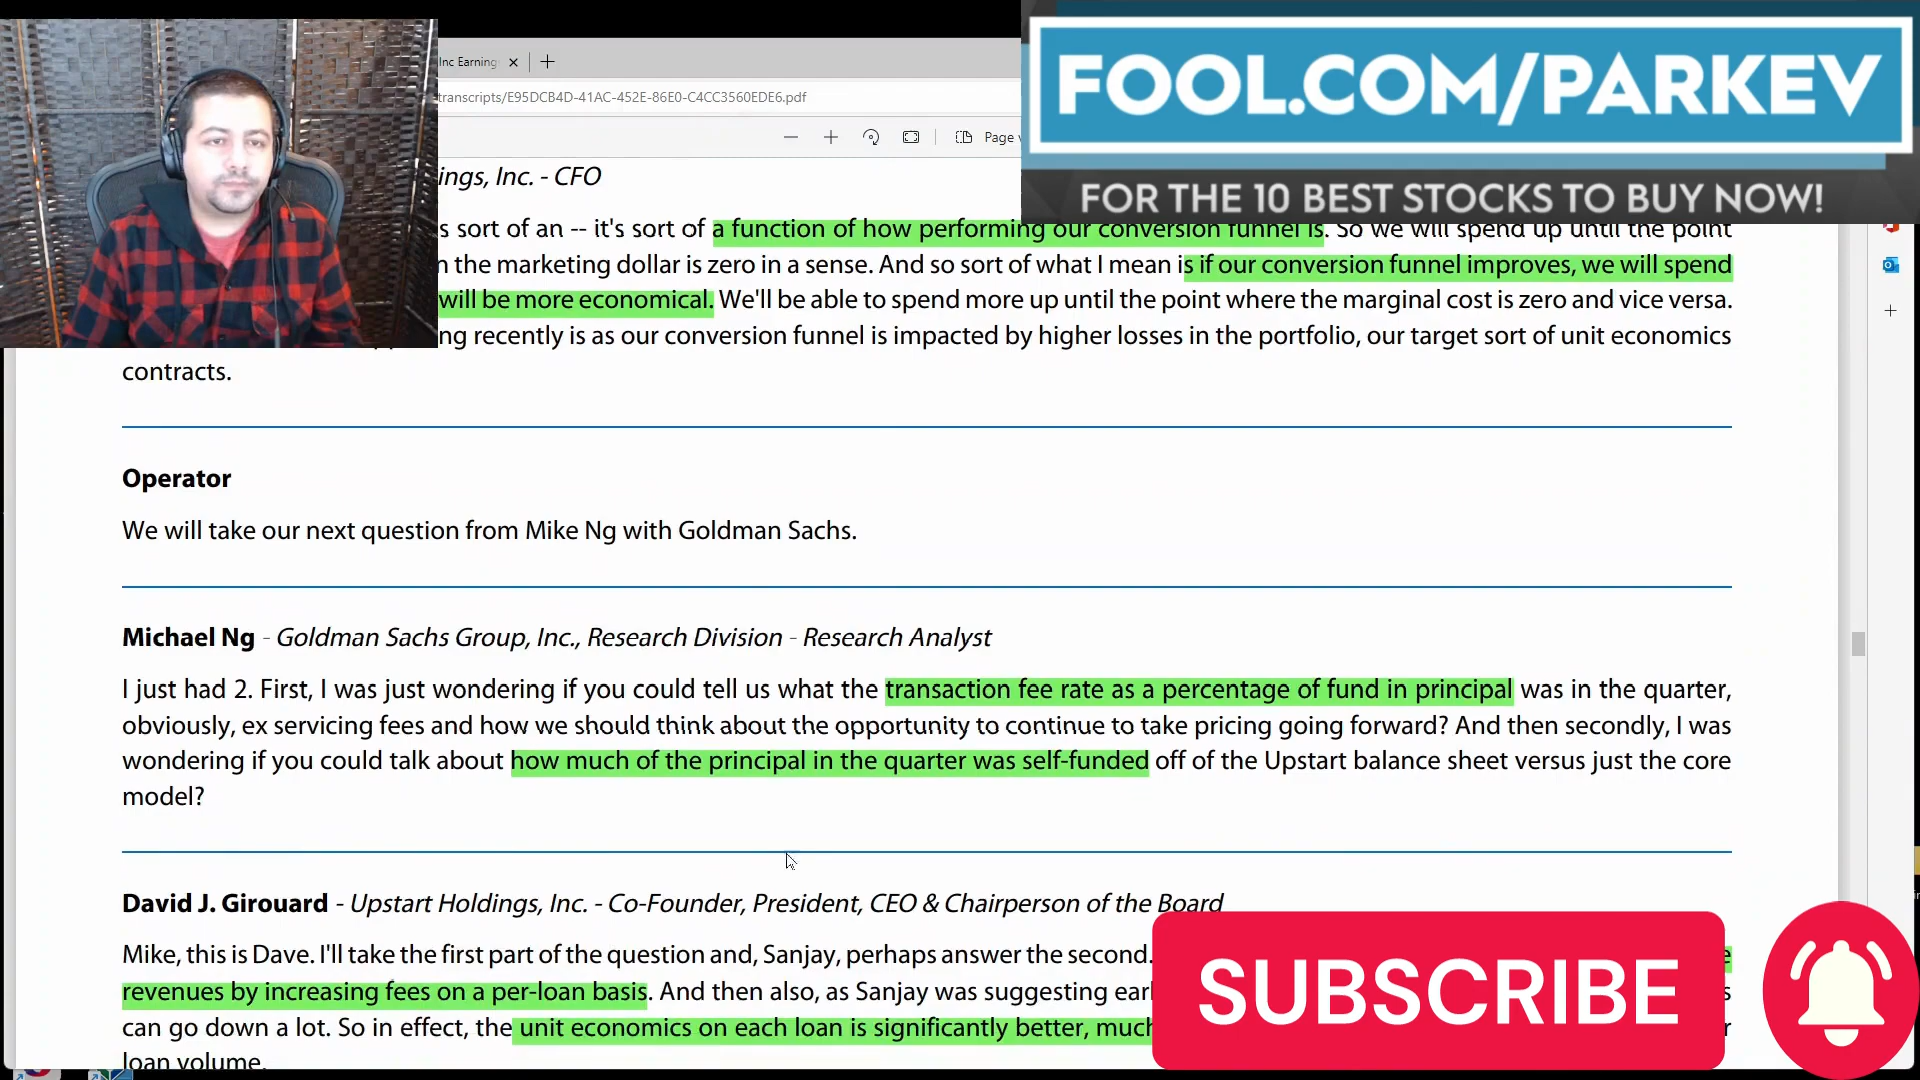 FOOL.COM/PARKEV
FOR THE 10 BEST STOCKS TO BUY NOW!
Inc Earning
transcripts/E95DCB4D-41AC-452E-86E0-C4CC3560EDE6.pdf
Page
ings, Inc. - CFO
s sort of an -- it's sort of a function of how performing our conversion funnel is. So we will spend up until the point
the marketing dollar is zero in a sense. And so sort of what I mean is if our conversion funnel improves, we will spend
will be more economical. We'll be able to spend more up until the point where the marginal cost is zero and vice versa.
ng recently is as our conversion funnel is impacted by higher losses in the portfolio, our target sort of unit economics
contracts.
Operator
We will take our next question from Mike Ng with Goldman Sachs.
Michael Ng - Goldman Sachs Group, Inc., Research Division - Research Analyst
I just had 2. First, I was just wondering if you could tell us what the transaction fee rate as a percentage of fund in principal was in the quarter,
obviously, ex servicing fees and how we should think about the opportunity to continue to take pricing going forward? And then secondly, I was
wondering if you could talk about how much of the principal in the quarter was self-funded off of the Upstart balance sheet versus just the core
model?
David J. Girouard - Upstart Holdings, Inc. - Co-Founder, President, CEO & Chairperson of the Board
Mike, this is Dave. I'll take the first part of the question and, Sanjay, perhaps answer the second.
revenues by increasing fees on a per-loan basis. And then also, as Sanjay was suggesting
can go down a lot. So in effect, the unit economics on each loan is significantly better, much
loan volume.
SUBSCRIBE